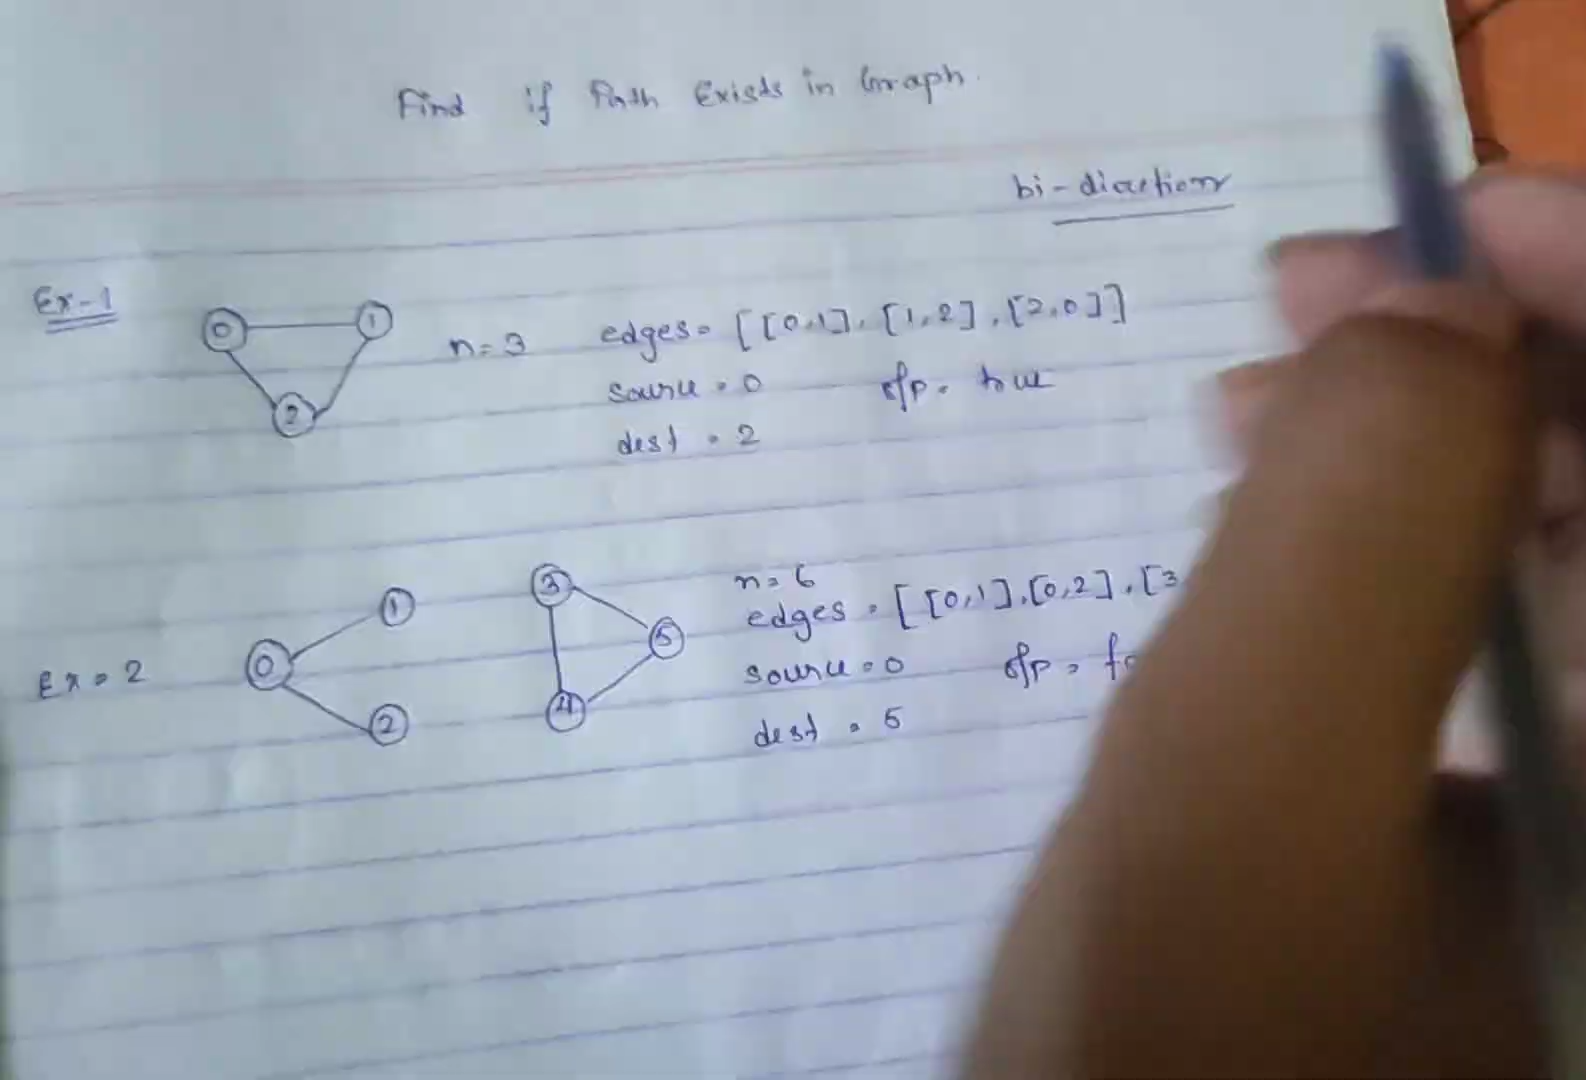 Find if Path Exists in Graph.
bi-direction
Ex-1
0 1
2
n=3 edges = [[0,1], [1,2], [2,0]]
source = 0 o/p = true
dest = 2
Ex=2
0 1 2 3 4 5
n=6
edges = [[0,1],[0,2],[3
source=0 o/p =
dest = 5